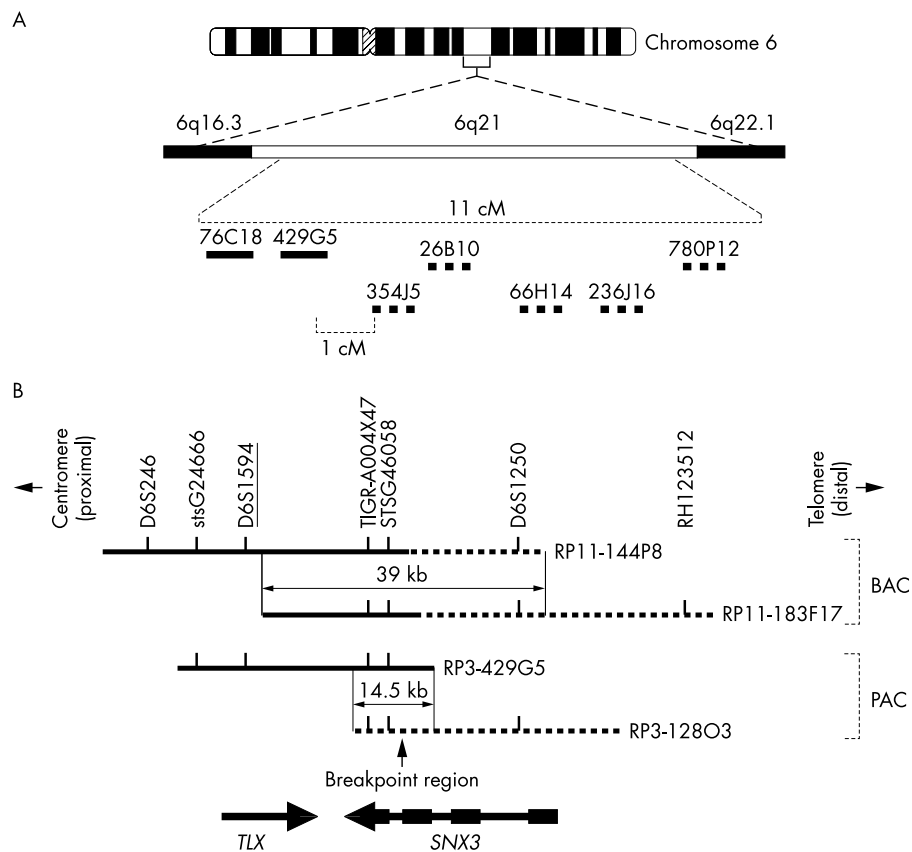 A
Chromosome 6
6q16.3 6q21 6q22.1
11 cM
76C18 429G5 26B10 780P12
354J5 66H14 236J16
1 cM
B
Centromere
(proximal)
D6S246
stsG24666
D6S1594
TIGR-A004X47
STSG46058
D6S1250
RH123512
Telomere
(distal)
RP11-144P8
39 kb
BAC
RP11-183F17
RP3-429G5
14.5 kb
PAC
RP3-128O3
Breakpoint region
TLX SNX3